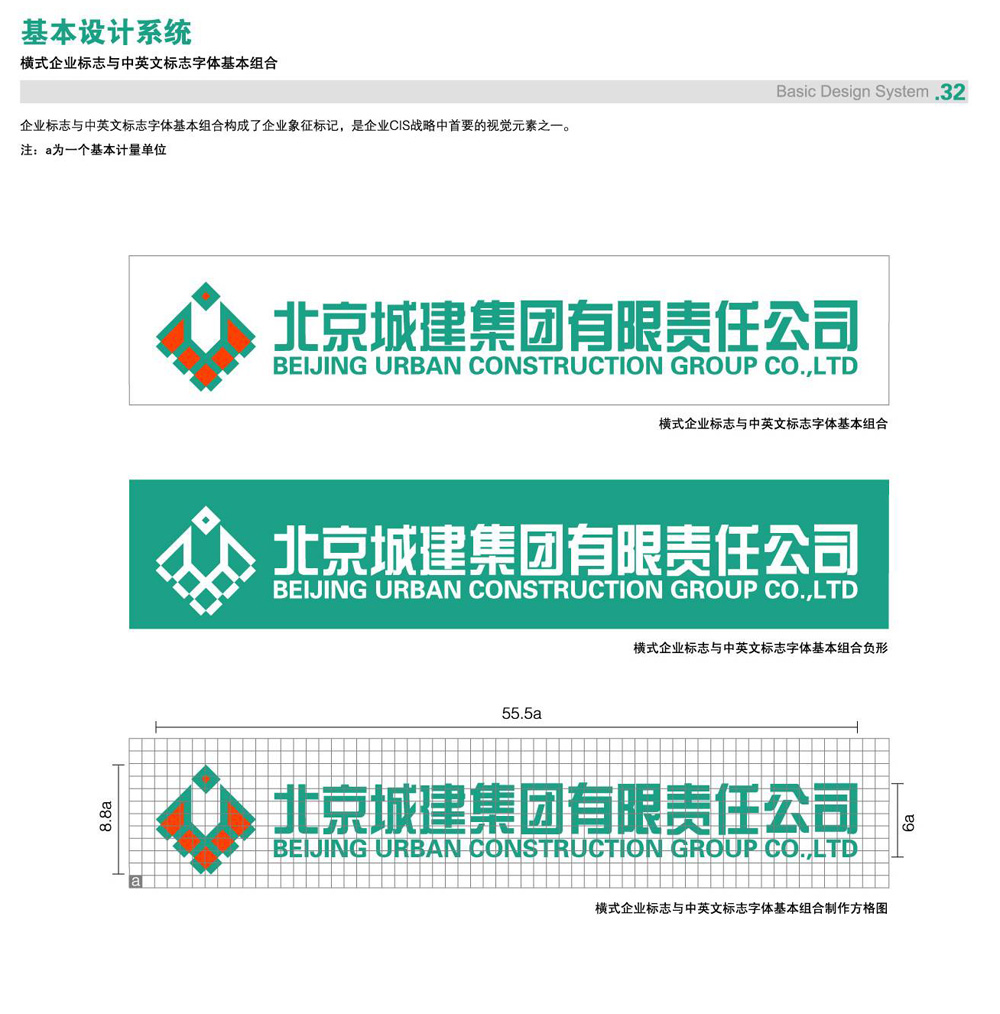 基本设计系统
横式企业标志与中英文标志字体基本组合
Basic Design System .32
企业标志与中英文标志字体基本组合构成了企业象征标记，是企业CIS战略中首要的视觉元素之一。
注：a为一个基本计量单位
北京城建集团有限责任公司
BEIJING URBAN CONSTRUCTION GROUP CO.,LTD
横式企业标志与中英文标志字体基本组合
北京城建集团有限责任公司
BEIJING URBAN CONSTRUCTION GROUP CO.,LTD
横式企业标志与中英文标志字体基本组合负形
55.5a
8.8a
北京城建集团有限责任公司
BEIJING URBAN CONSTRUCTION GROUP CO.,LTD
6a
a
横式企业标志与中英文标志字体基本组合制作方格图